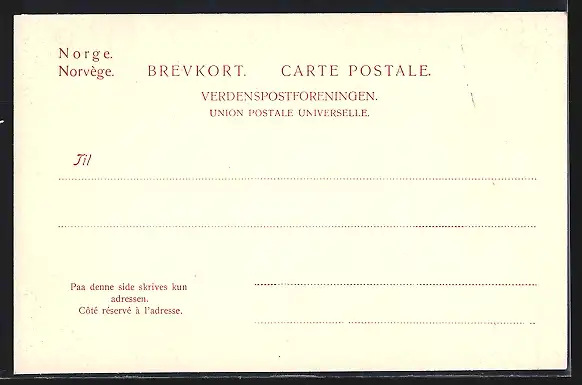 Norge.
Norvège. BREVKORT. CARTE POSTALE.
VERDENSPOSTFORENINGEN.
UNION POSTALE UNIVERSELLE.
Til
Paa denne side skrives kun
adressen.
Côté réservé à l'adresse.